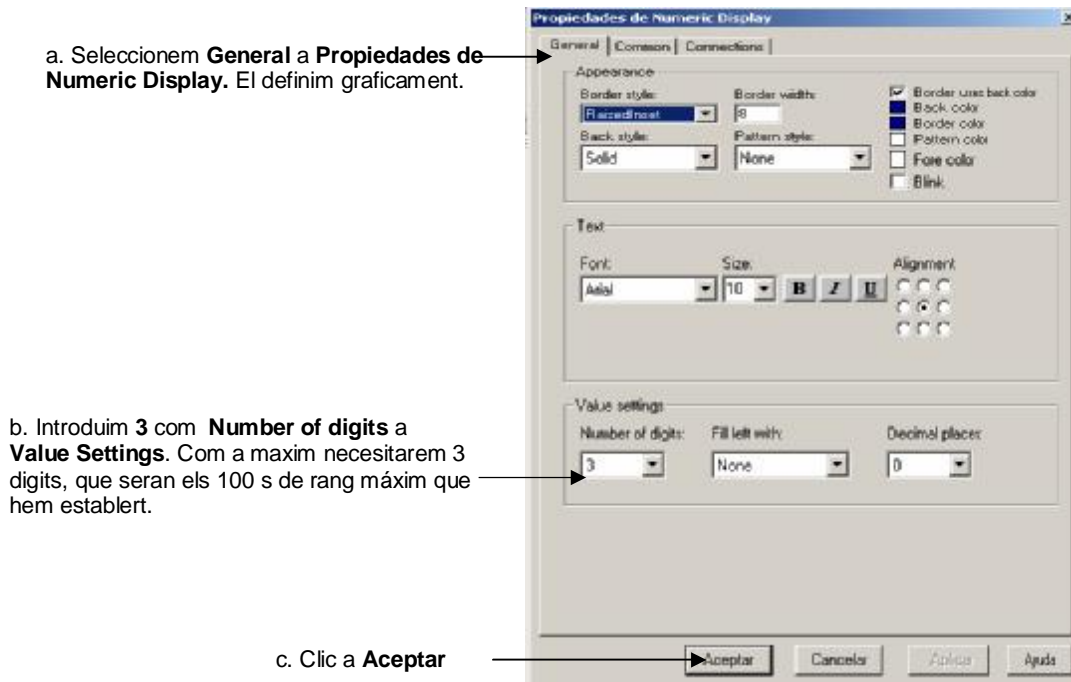 a. Seleccionem General a Propiedades de
Numeric Display. El definim graficament.
b. Introduim 3 com Number of digits a
Value Settings. Com a maxim necesitarem 3
digits, que seran els 100 s de rang máxim que
hem establert.
c. Clic a Aceptar
Propiedades de Numeric Display
General Common Connections
Appearance
Border style: Border width:
RaisedInset 8
Back style: Pattern style:
Solid None
Border uses back color
Back color
Border color
Pattern color
Fore color
Blink
Text
Font: Size: Alignment
Arial 10 B I U
Value settings
Number of digits: Fill left with: Decimal places:
3 None 0
Aceptar Cancelar Aplicar Ayuda